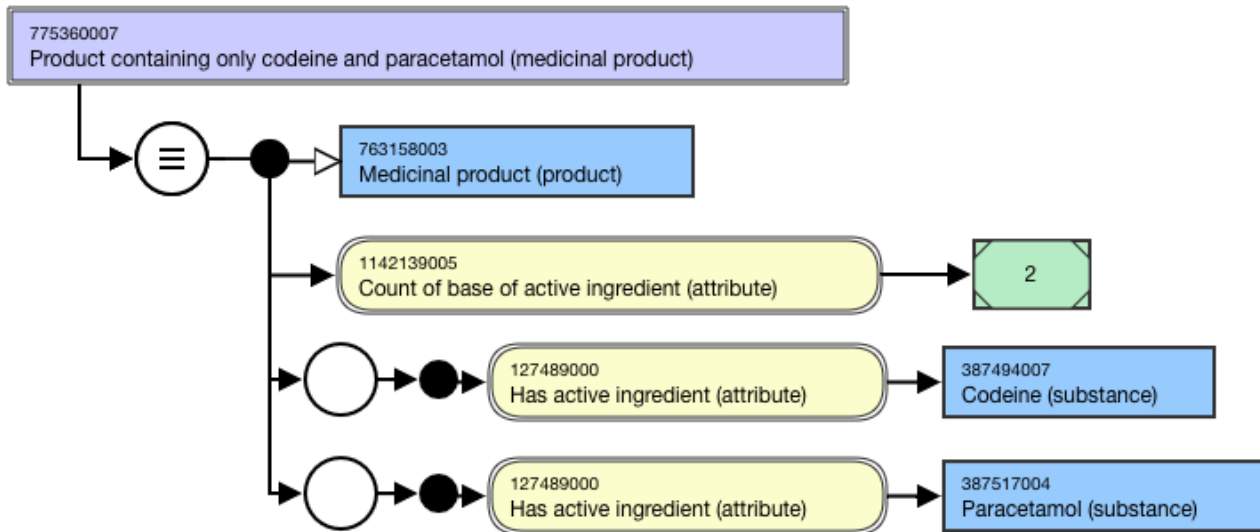 775360007
Product containing only codeine and paracetamol (medicinal product)
763158003
Medicinal product (product)
1142139005
Count of base of active ingredient (attribute)
2
127489000
Has active ingredient (attribute)
387494007
Codeine (substance)
127489000
Has active ingredient (attribute)
387517004
Paracetamol (substance)